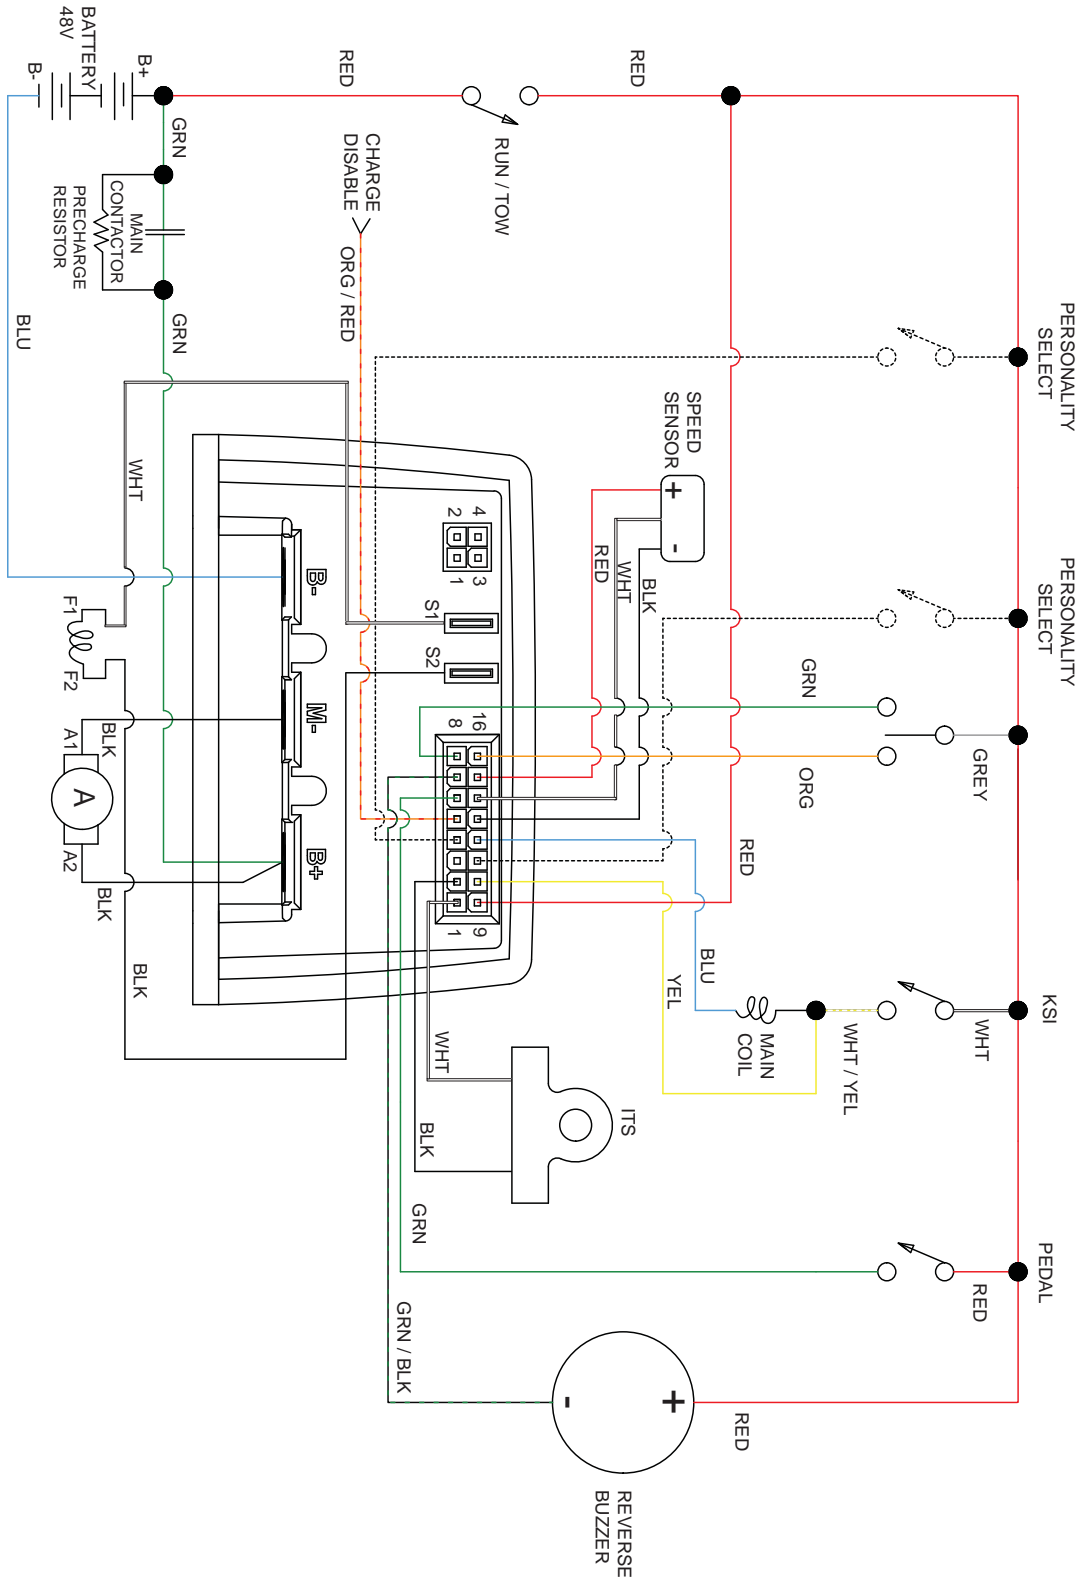 BATTERY
48V
B+
B-
RED
RED
RUN / TOW
CHARGE
DISABLE
ORG / RED
GRN
MAIN
CONTACTOR
PRECHARGE
RESISTOR
GRN
BLU
WHT
PERSONALITY
SELECT
PERSONALITY
SELECT
SPEED
SENSOR
+
-
RED
WHT
BLK
GRN
ORG
GREY
RED
4
2
3
1
S1
S2
16
8
9
1
B-
M-
B+
F1
F2
BLK
A1
A
A2
BLK
BLK
BLU
YEL
MAIN
COIL
WHT / YEL
WHT
KSI
ITS
WHT
BLK
GRN
GRN / BLK
PEDAL
RED
RED
+
-
REVERSE
BUZZER